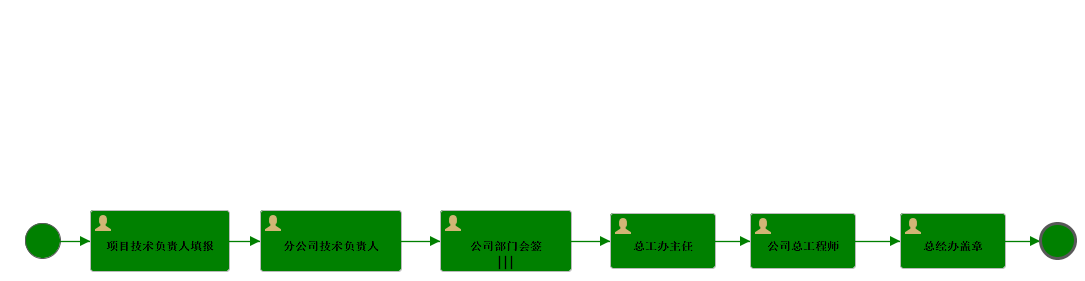 项目技术负责人填报
分公司技术负责人
公司部门会签
总工办主任
公司总工程师
总经办盖章